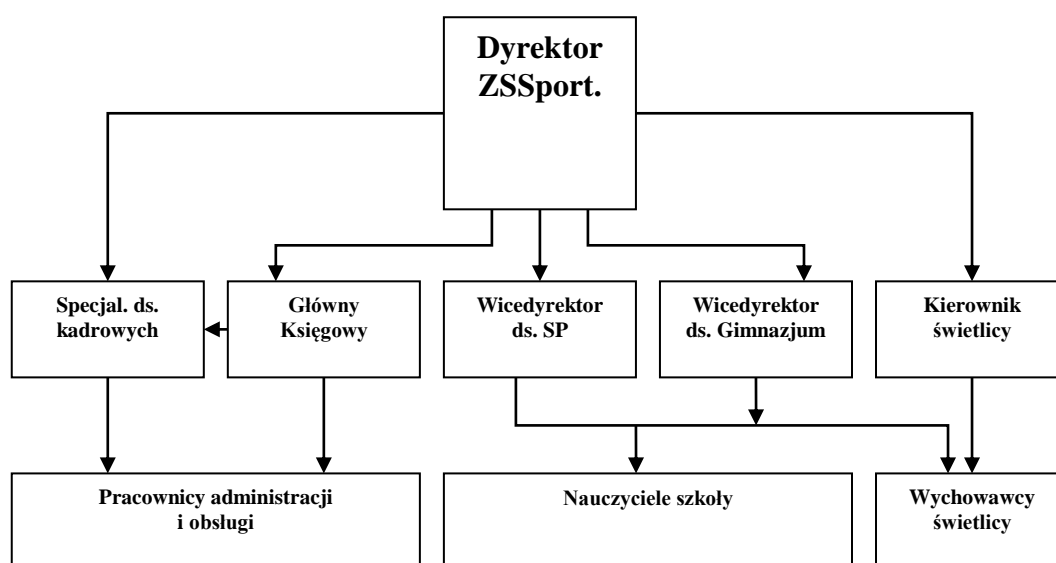 Dyrektor
ZSSport.
Specjal. ds.
kadrowych
Główny
Księgowy
Wicedyrektor
ds. SP
Wicedyrektor
ds. Gimnazjum
Kierownik
świetlicy
Pracownicy administracji
i obsługi
Nauczyciele szkoły
Wychowawcy
świetlicy